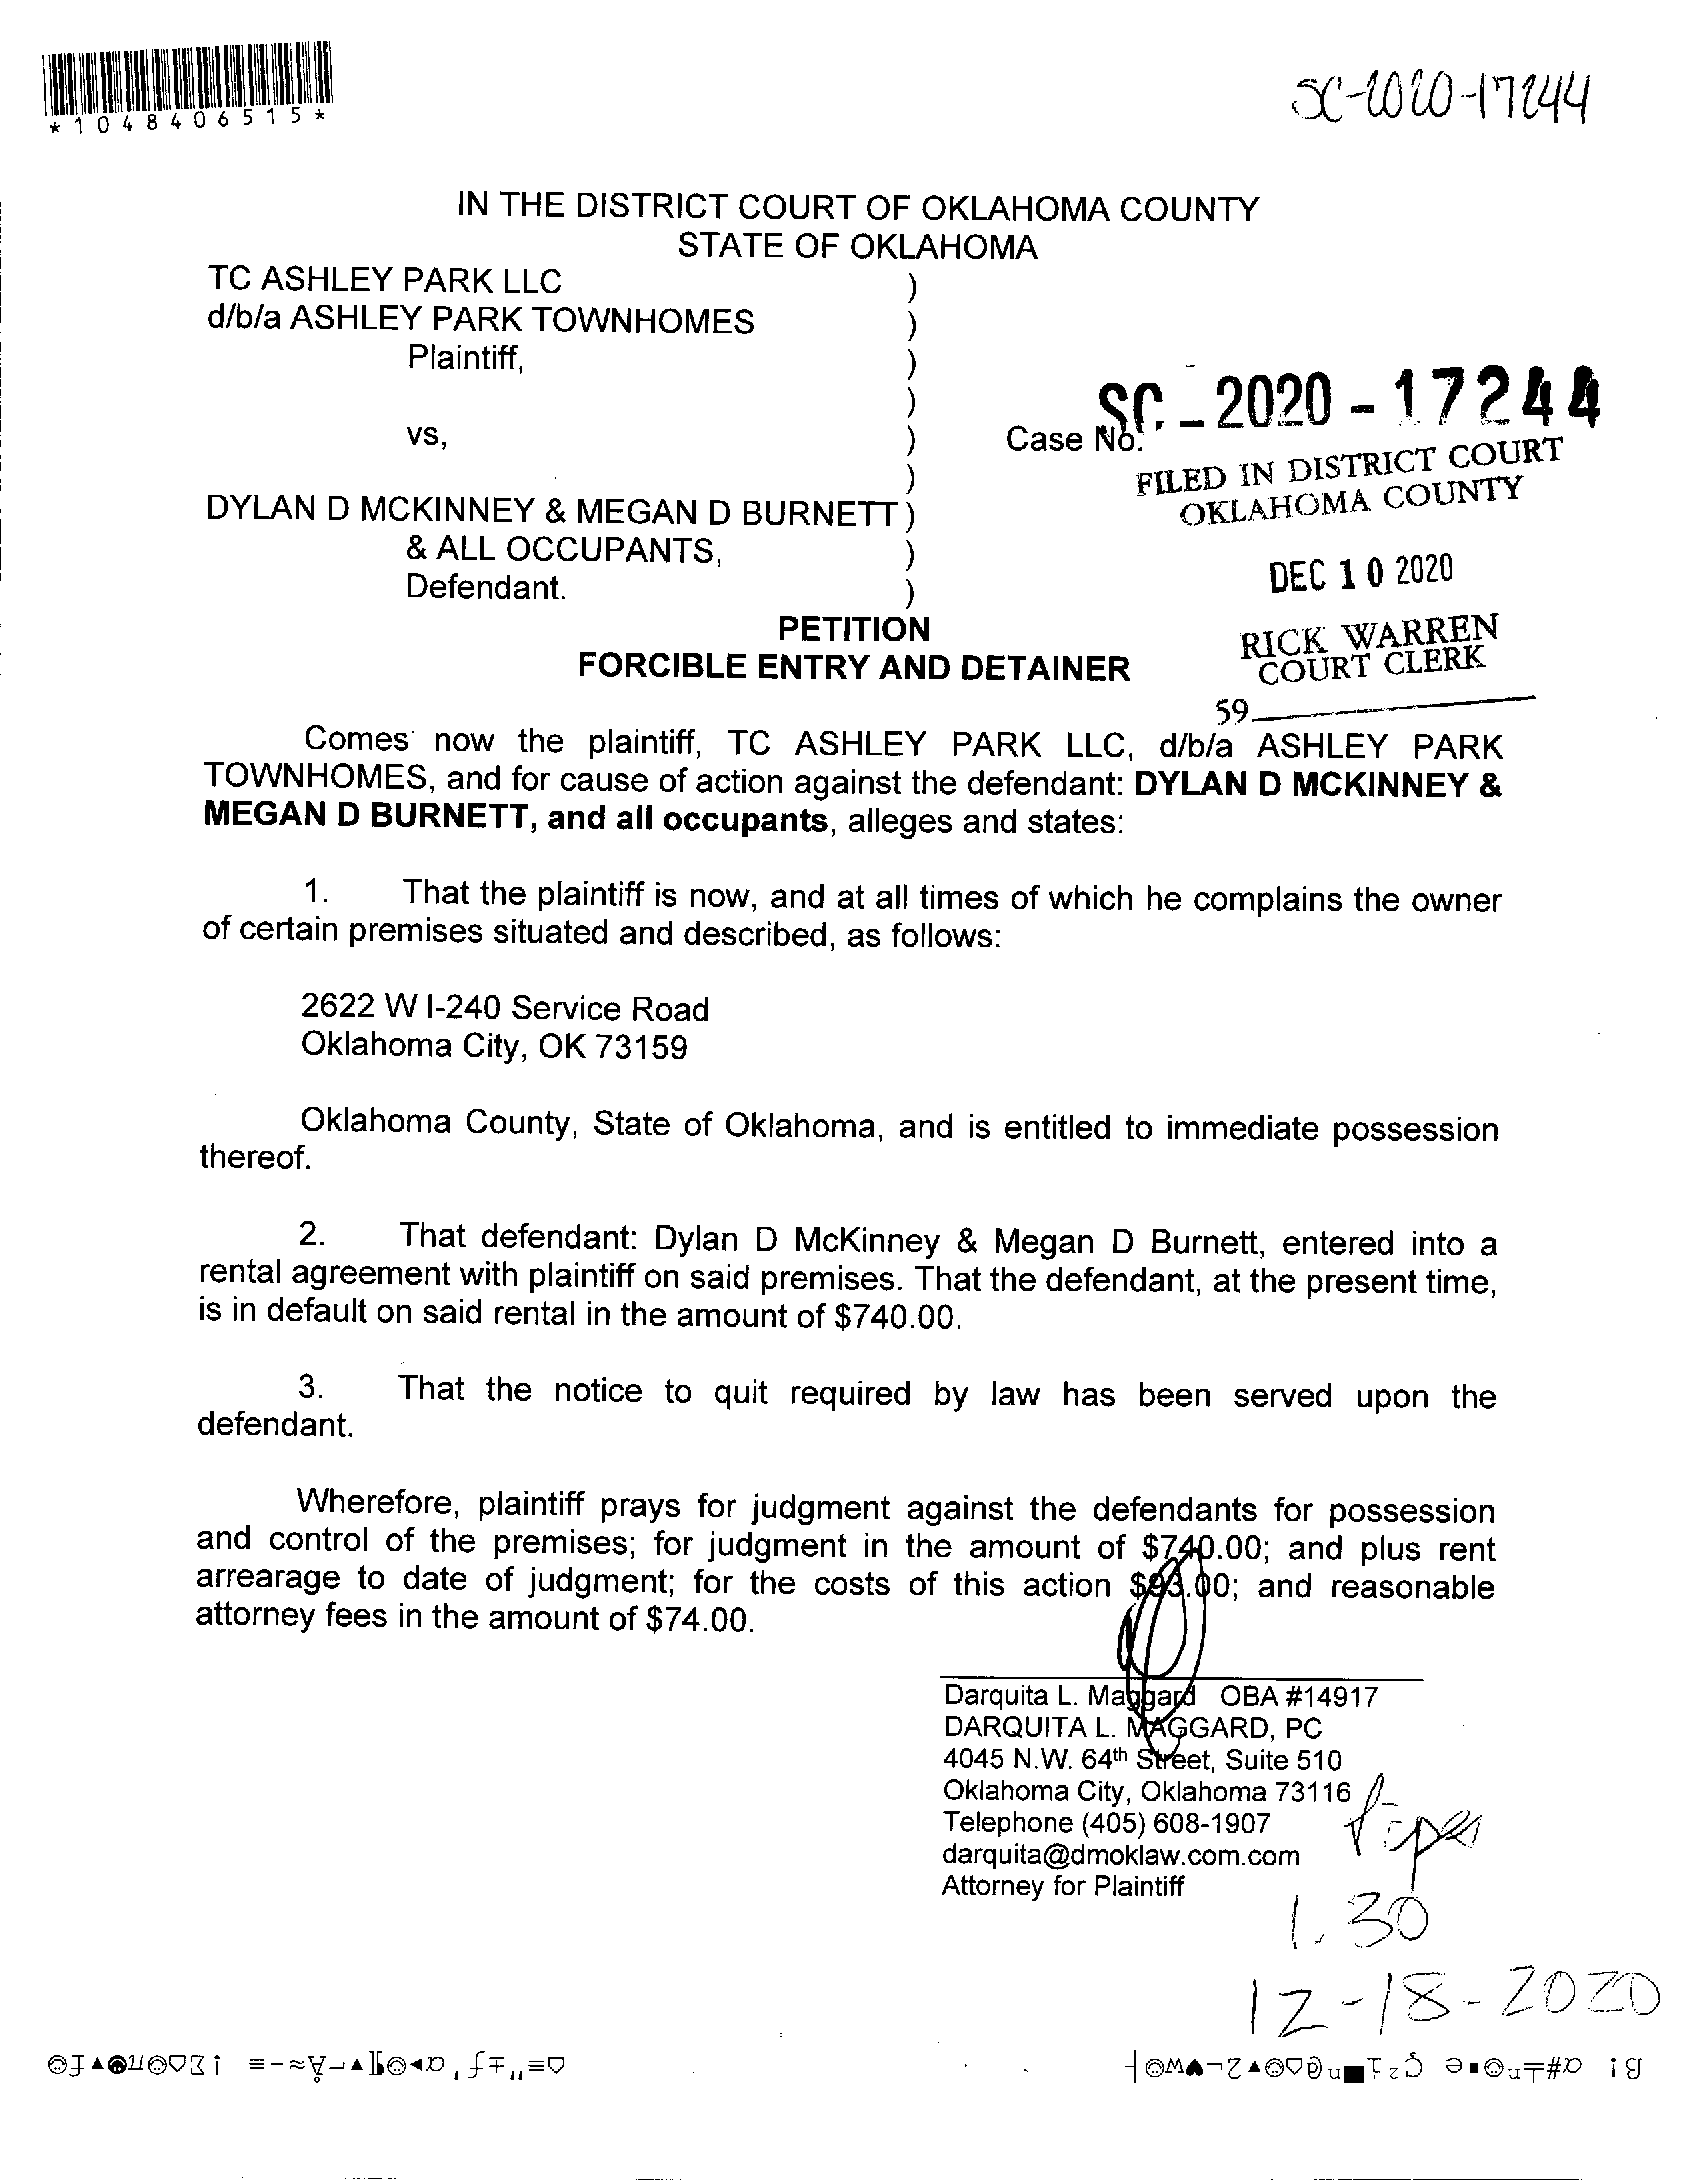 *1048406515*
SC-2020-17244
IN THE DISTRICT COURT OF OKLAHOMA COUNTY
STATE OF OKLAHOMA
TC ASHLEY PARK LLC )
d/b/a ASHLEY PARK TOWNHOMES )
Plaintiff, )
)
vs, ) Case No. SC - 2020 - 17244
)
FILED IN DISTRICT COURT
OKLAHOMA COUNTY
DYLAN D MCKINNEY & MEGAN D BURNETT )
& ALL OCCUPANTS, )
Defendant. )
DEC 10 2020
RICK WARREN
COURT CLERK
59
PETITION
FORCIBLE ENTRY AND DETAINER
Comes now the plaintiff, TC ASHLEY PARK LLC, d/b/a ASHLEY PARK
TOWNHOMES, and for cause of action against the defendant: DYLAN D MCKINNEY &
MEGAN D BURNETT, and all occupants, alleges and states:
1. That the plaintiff is now, and at all times of which he complains the owner
of certain premises situated and described, as follows:
2622 W I-240 Service Road
Oklahoma City, OK 73159
Oklahoma County, State of Oklahoma, and is entitled to immediate possession
thereof.
2. That defendant: Dylan D McKinney & Megan D Burnett, entered into a
rental agreement with plaintiff on said premises. That the defendant, at the present time,
is in default on said rental in the amount of $740.00.
3. That the notice to quit required by law has been served upon the
defendant.
Wherefore, plaintiff prays for judgment against the defendants for possession
and control of the premises; for judgment in the amount of $740.00; and plus rent
arrearage to date of judgment; for the costs of this action $93.00; and reasonable
attorney fees in the amount of $74.00.
Darquita L. Maggard OBA #14917
DARQUITA L. MAGGARD, PC
4045 N.W. 64th Street, Suite 510
Oklahoma City, Oklahoma 73116
Telephone (405) 608-1907
darquita@dmoklaw.com.com
Attorney for Plaintiff
1.30
12-18-2020